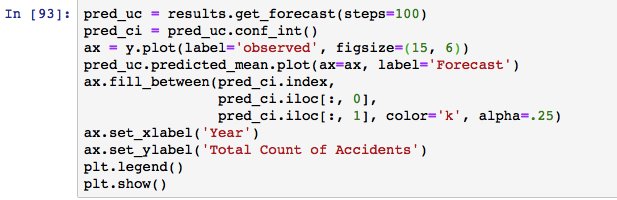 In [93]: pred_uc = results.get_forecast(steps=100)
pred_ci = pred_uc.conf_int()
ax = y.plot(label='observed', figsize=(15, 6))
pred_uc.predicted_mean.plot(ax=ax, label='Forecast')
ax.fill_between(pred_ci.index,
                pred_ci.iloc[:, 0],
                pred_ci.iloc[:, 1], color='k', alpha=.25)
ax.set_xlabel('Year')
ax.set_ylabel('Total Count of Accidents')
plt.legend()
plt.show()